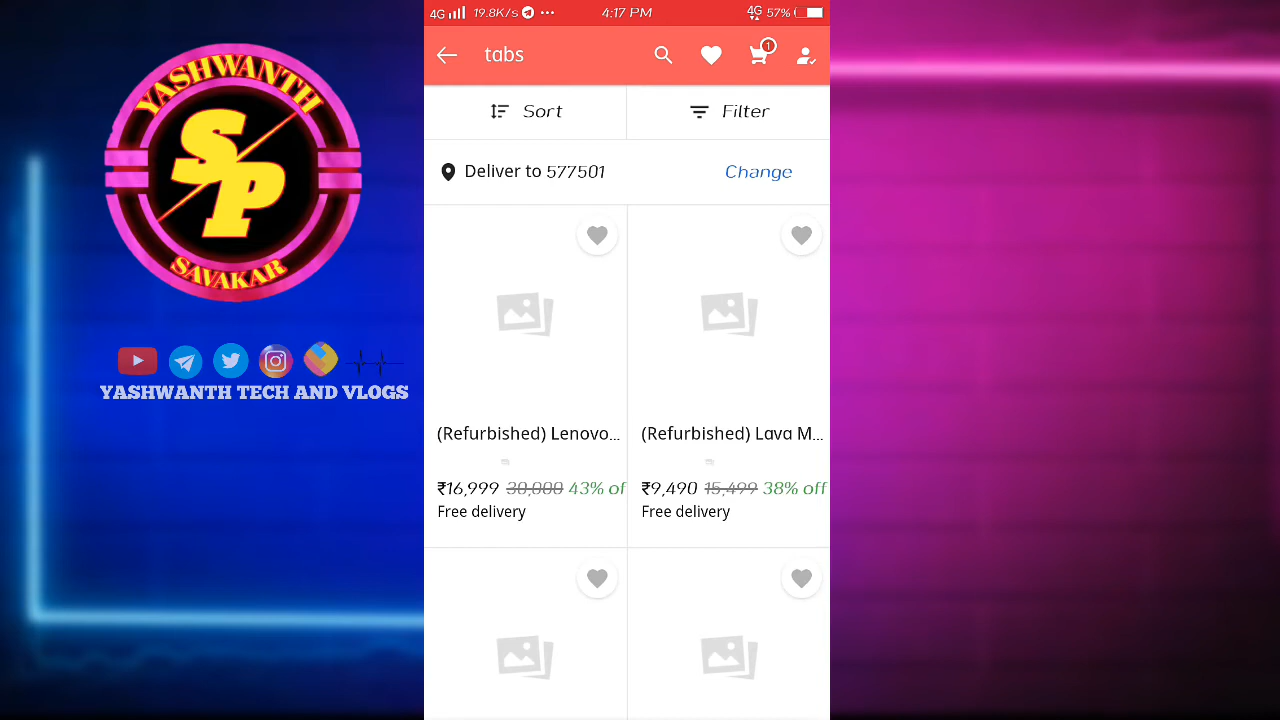 YASHWANTH
SP
SAVAKAR
YASHWANTH TECH AND VLOGS
4G 19.8K/s ••• 4:17 PM 4G 57%
tabs 1
Sort Filter
Deliver to 577501 Change
(Refurbished) Lenovo... (Refurbished) Lava M...
₹16,999 30,000 43% of ₹9,490 15,499 38% off
Free delivery Free delivery